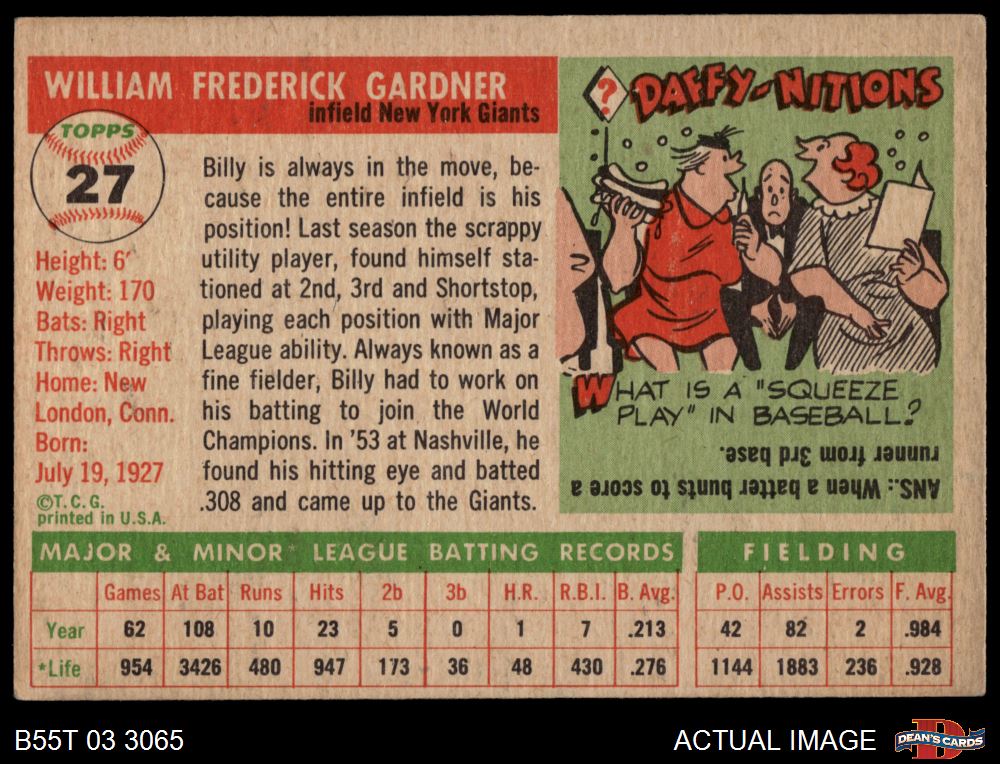 WILLIAM FREDERICK GARDNER
infield New York Giants
TOPPS
27
Height: 6'
Weight: 170
Bats: Right
Throws: Right
Home: New
London, Conn.
Born:
July 19, 1927
©T.C.G.
printed in U.S.A.
Billy is always in the move, be-
cause the entire infield is his
position! Last season the scrappy
utility player, found himself sta-
tioned at 2nd, 3rd and Shortstop,
playing each position with Major
League ability. Always known as a
fine fielder, Billy had to work on
his batting to join the World
Champions. In '53 at Nashville, he
found his hitting eye and batted
.308 and came up to the Giants.
?
DAFFY-NITIONS
WHAT IS A "SQUEEZE
PLAY" IN BASEBALL?
ANS.: When a batter bunts to score a
runner from 3rd base.
MAJOR & MINOR* LEAGUE BATTING RECORDS FIELDING
Games At Bat Runs Hits 2b 3b H.R. R.B.I. B. Avg. P.O. Assists Errors F. Avg.
Year 62 108 10 23 5 0 1 7 .213 42 82 2 .984
*Life 954 3426 480 947 173 36 48 430 .276 1144 1883 236 .928
B55T 03 3065
ACTUAL IMAGE
DEAN'S CARDS